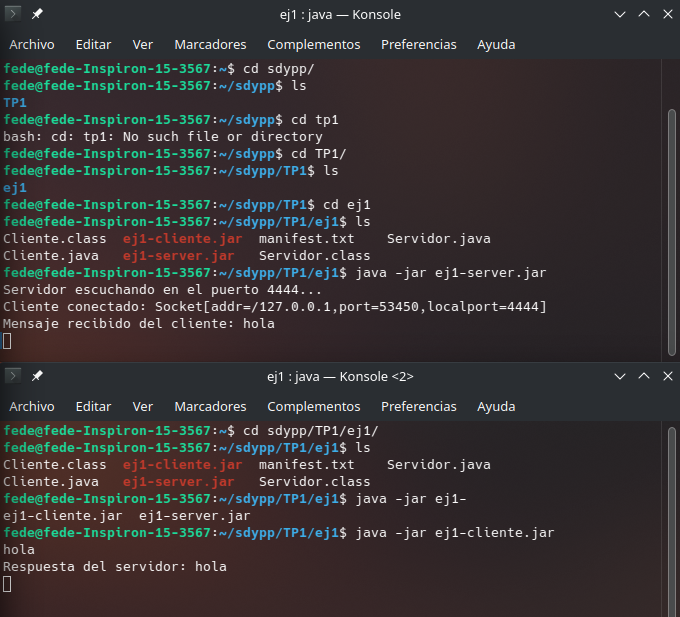 ej1 : java — Konsole
Archivo Editar Ver Marcadores Complementos Preferencias Ayuda
fede@fede-Inspiron-15-3567:~$ cd sdypp/
fede@fede-Inspiron-15-3567:~/sdypp$ ls
TP1
fede@fede-Inspiron-15-3567:~/sdypp$ cd tp1
bash: cd: tp1: No such file or directory
fede@fede-Inspiron-15-3567:~/sdypp$ cd TP1/
fede@fede-Inspiron-15-3567:~/sdypp/TP1$ ls
ej1
fede@fede-Inspiron-15-3567:~/sdypp/TP1$ cd ej1
fede@fede-Inspiron-15-3567:~/sdypp/TP1/ej1$ ls
Cliente.class  ej1-cliente.jar  manifest.txt    Servidor.java
Cliente.java   ej1-server.jar   Servidor.class
fede@fede-Inspiron-15-3567:~/sdypp/TP1/ej1$ java -jar ej1-server.jar
Servidor escuchando en el puerto 4444...
Cliente conectado: Socket[addr=/127.0.0.1,port=53450,localport=4444]
Mensaje recibido del cliente: hola
ej1 : java — Konsole <2>
Archivo Editar Ver Marcadores Complementos Preferencias Ayuda
fede@fede-Inspiron-15-3567:~$ cd sdypp/TP1/ej1/
fede@fede-Inspiron-15-3567:~/sdypp/TP1/ej1$ ls
Cliente.class  ej1-cliente.jar  manifest.txt    Servidor.java
Cliente.java   ej1-server.jar   Servidor.class
fede@fede-Inspiron-15-3567:~/sdypp/TP1/ej1$ java -jar ej1-
ej1-cliente.jar  ej1-server.jar
fede@fede-Inspiron-15-3567:~/sdypp/TP1/ej1$ java -jar ej1-cliente.jar
hola
Respuesta del servidor: hola